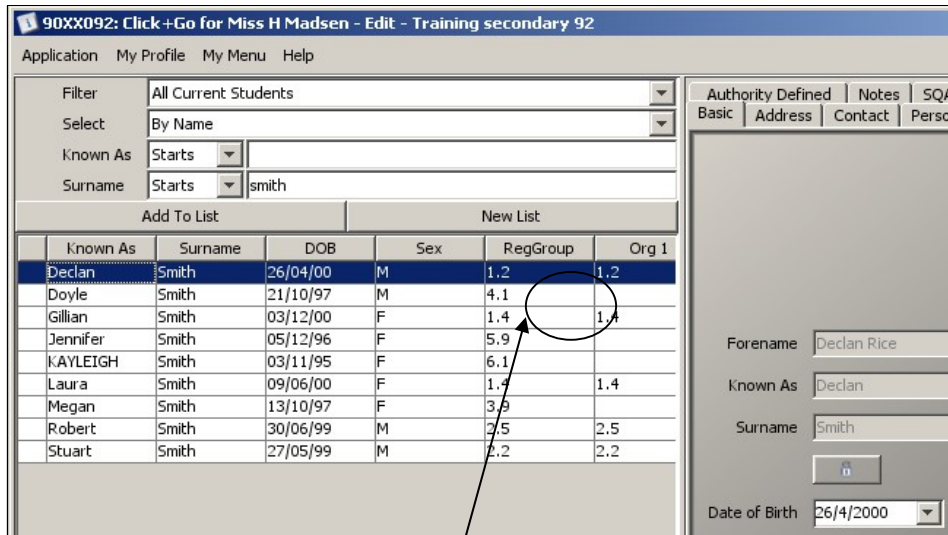 90XX092: Click+Go for Miss H Madsen - Edit - Training secondary 92
Application My Profile My Menu Help
Filter All Current Students
Select By Name
Known As Starts
Surname Starts smith
Add To List New List
Known As Surname DOB Sex RegGroup Org 1
Declan Smith 26/04/00 M 1.2 1.2
Doyle Smith 21/10/97 M 4.1
Gillian Smith 03/12/00 F 1.4 1.4
Jennifer Smith 05/12/96 F 5.9
KAYLEIGH Smith 03/11/95 F 6.1
Laura Smith 09/06/00 F 1.4 1.4
Megan Smith 13/10/97 F 3.9
Robert Smith 30/06/99 M 2.5 2.5
Stuart Smith 27/05/99 M 2.2 2.2
Authority Defined Notes SQA
Basic Address Contact Perso
Forename Declan Rice
Known As Declan
Surname Smith
Date of Birth 26/4/2000